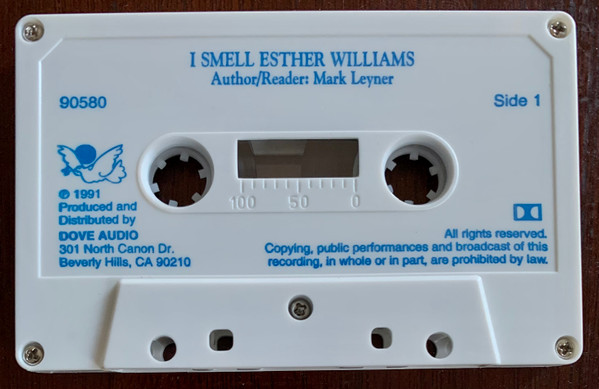 I SMELL ESTHER WILLIAMS
Author/Reader: Mark Leyner
90580
Side 1
100 50 0
℗ 1991
Produced and
Distributed by
DOVE AUDIO
301 North Canon Dr.
Beverly Hills, CA 90210
All rights reserved.
Copying, public performances and broadcast of this
recording, in whole or in part, are prohibited by law.